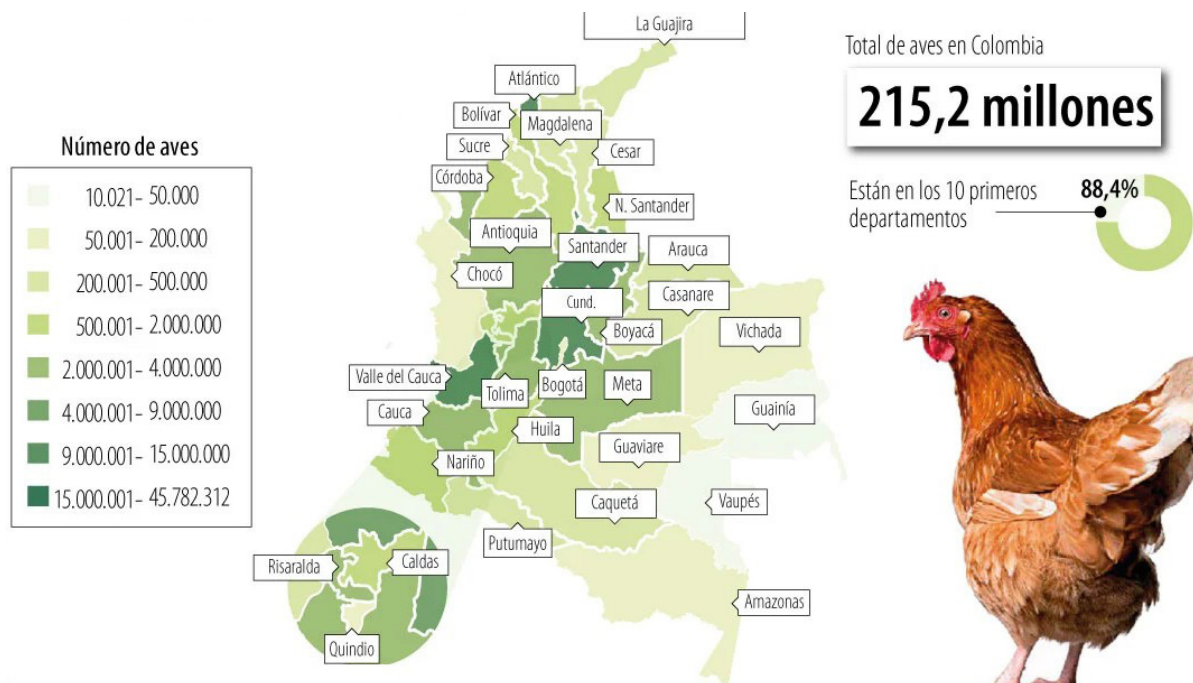 La Guajira
Atlántico
Bolívar
Magdalena
Sucre
Cesar
Córdoba
N. Santander
Antioquia
Santander
Arauca
Chocó
Casanare
Cund.
Boyacá
Vichada
Valle del Cauca
Tolima
Bogotá
Meta
Cauca
Guainía
Huila
Guaviare
Nariño
Caquetá
Vaupés
Putumayo
Risaralda
Caldas
Amazonas
Quindio
Número de aves
10.021– 50.000
50.001– 200.000
200.001– 500.000
500.001– 2.000.000
2.000.001– 4.000.000
4.000.001– 9.000.000
9.000.001– 15.000.000
15.000.001– 45.782.312
Total de aves en Colombia
215,2 millones
Están en los 10 primeros
departamentos
88,4%